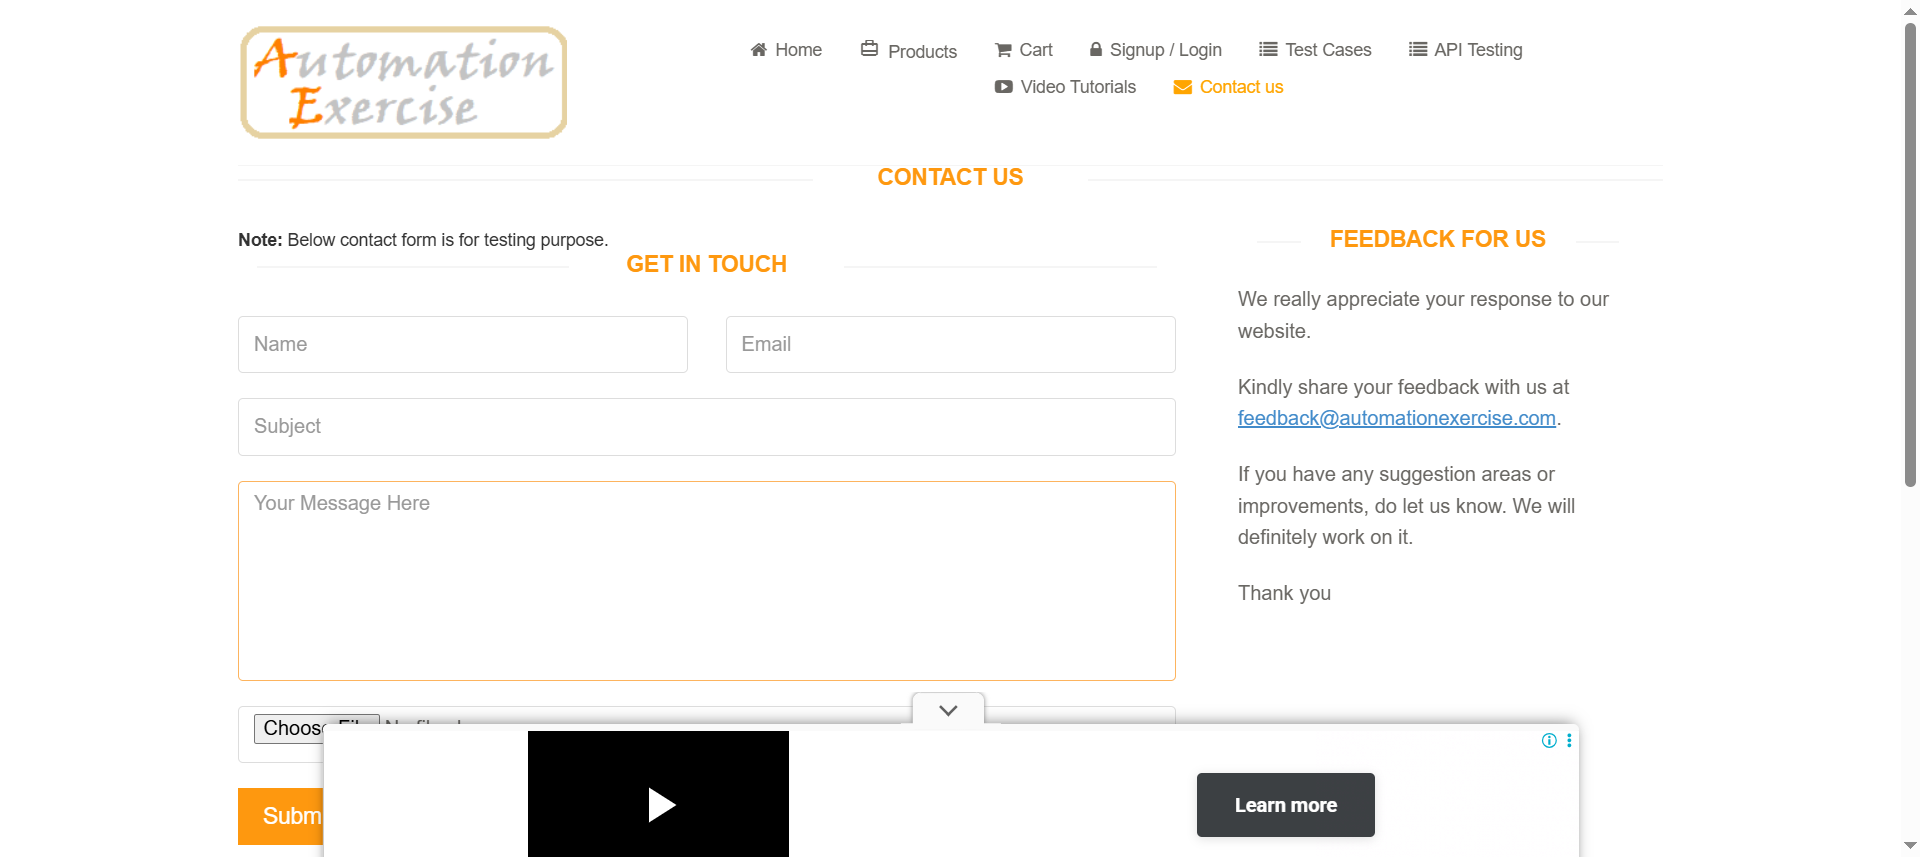 Automation
Exercise
Home
Products
Cart
Signup / Login
Test Cases
API Testing
Video Tutorials
Contact us
CONTACT US
Note: Below contact form is for testing purpose.
GET IN TOUCH
Name
Email
Subject
Your Message Here
Choose
Subm
FEEDBACK FOR US
We really appreciate your response to our
website.
Kindly share your feedback with us at
feedback@automationexercise.com.
If you have any suggestion areas or
improvements, do let us know. We will
definitely work on it.
Thank you
Learn more